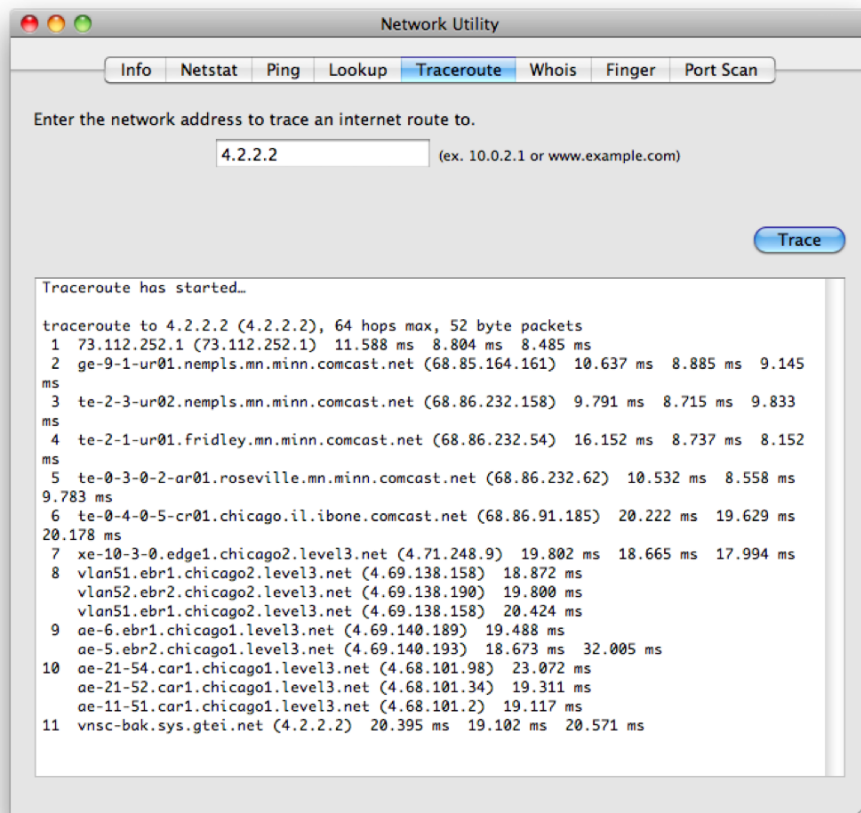 Network Utility
Info Netstat Ping Lookup Traceroute Whois Finger Port Scan
Enter the network address to trace an internet route to.
4.2.2.2 (ex. 10.0.2.1 or www.example.com)
Trace
Traceroute has started…
traceroute to 4.2.2.2 (4.2.2.2), 64 hops max, 52 byte packets
1 73.112.252.1 (73.112.252.1) 11.588 ms 8.804 ms 8.485 ms
2 ge-9-1-ur01.nempls.mn.minn.comcast.net (68.85.164.161) 10.637 ms 8.885 ms 9.145
ms
3 te-2-3-ur02.nempls.mn.minn.comcast.net (68.86.232.158) 9.791 ms 8.715 ms 9.833
ms
4 te-2-1-ur01.fridley.mn.minn.comcast.net (68.86.232.54) 16.152 ms 8.737 ms 8.152
ms
5 te-0-3-0-2-ar01.roseville.mn.minn.comcast.net (68.86.232.62) 10.532 ms 8.558 ms
9.783 ms
6 te-0-4-0-5-cr01.chicago.il.ibone.comcast.net (68.86.91.185) 20.222 ms 19.629 ms
20.178 ms
7 xe-10-3-0.edge1.chicago2.level3.net (4.71.248.9) 19.802 ms 18.665 ms 17.994 ms
8 vlan51.ebr1.chicago2.level3.net (4.69.138.158) 18.872 ms
vlan52.ebr2.chicago2.level3.net (4.69.138.190) 19.800 ms
vlan51.ebr1.chicago2.level3.net (4.69.138.158) 20.424 ms
9 ae-6.ebr1.chicago1.level3.net (4.69.140.189) 19.488 ms
ae-5.ebr2.chicago1.level3.net (4.69.140.193) 18.673 ms 32.005 ms
10 ae-21-54.car1.chicago1.level3.net (4.68.101.98) 23.072 ms
ae-21-52.car1.chicago1.level3.net (4.68.101.34) 19.311 ms
ae-11-51.car1.chicago1.level3.net (4.68.101.2) 19.117 ms
11 vnsc-bak.sys.gtei.net (4.2.2.2) 20.395 ms 19.102 ms 20.571 ms